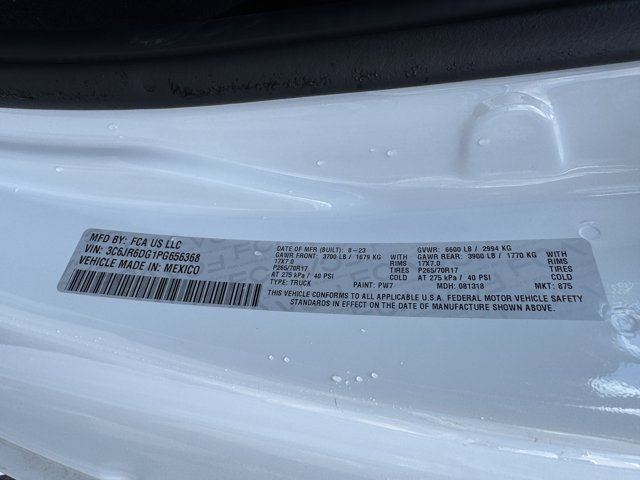 MFD BY: FCA US LLC
VIN: 3C6JR6DG1PG656368
VEHICLE MADE IN: MEXICO
DATE OF MFR (BUILT): 8-23 GVWR: 6600 LB / 2994 KG
GAWR FRONT: 3700 LB / 1679 KG WITH GAWR REAR: 3900 LB / 1770 KG WITH
17X7.0 RIMS 17X7.0 RIMS
P265/70R17 TIRES P265/70R17 TIRES
AT 275 kPa / 40 PSI COLD AT 275 kPa / 40 PSI COLD
TYPE: TRUCK PAINT: PW7 MDH: 081318 MKT: 875
THIS VEHICLE CONFORMS TO ALL APPLICABLE U.S.A. FEDERAL MOTOR VEHICLE SAFETY
STANDARDS IN EFFECT ON THE DATE OF MANUFACTURE SHOWN ABOVE.